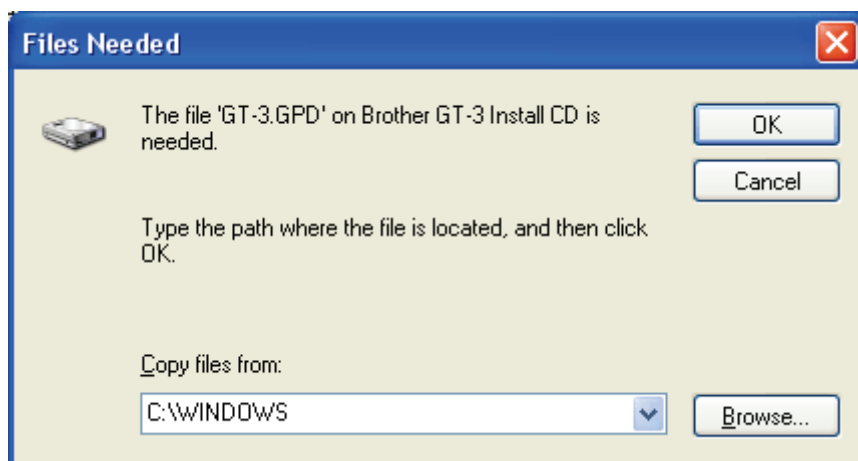 Files Needed
The file 'GT-3.GPD' on Brother GT-3 Install CD is
needed.
OK
Cancel
Type the path where the file is located, and then click
OK.
Copy files from:
C:\WINDOWS
Browse...